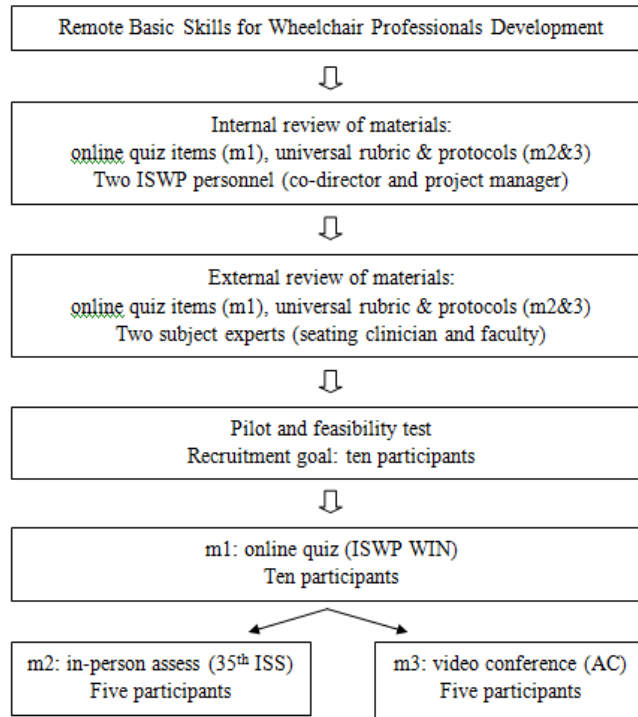 Remote Basic Skills for Wheelchair Professionals Development
Internal review of materials:
online quiz items (m1), universal rubric & protocols (m2&3)
Two ISWP personnel (co-director and project manager)
External review of materials:
online quiz items (m1), universal rubric & protocols (m2&3)
Two subject experts (seating clinician and faculty)
Pilot and feasibility test
Recruitment goal: ten participants
m1: online quiz (ISWP WIN)
Ten participants
m2: in-person assess (35th ISS)
Five participants
m3: video conference (AC)
Five participants